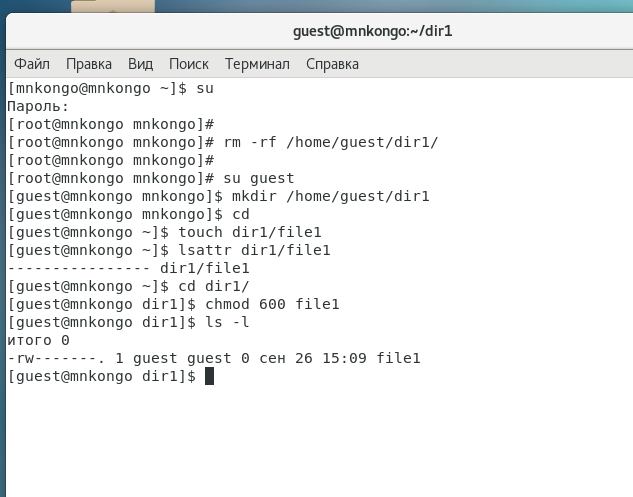 guest@mnkongo:~/dir1
Файл Правка Вид Поиск Терминал Справка
[mnkongo@mnkongo ~]$ su
Пароль:
[root@mnkongo mnkongo]#
[root@mnkongo mnkongo]# rm -rf /home/guest/dir1/
[root@mnkongo mnkongo]#
[root@mnkongo mnkongo]# su guest
[guest@mnkongo mnkongo]$ mkdir /home/guest/dir1
[guest@mnkongo mnkongo]$ cd
[guest@mnkongo ~]$ touch dir1/file1
[guest@mnkongo ~]$ lsattr dir1/file1
---------------- dir1/file1
[guest@mnkongo ~]$ cd dir1/
[guest@mnkongo dir1]$ chmod 600 file1
[guest@mnkongo dir1]$ ls -l
итого 0
-rw-------. 1 guest guest 0 сен 26 15:09 file1
[guest@mnkongo dir1]$